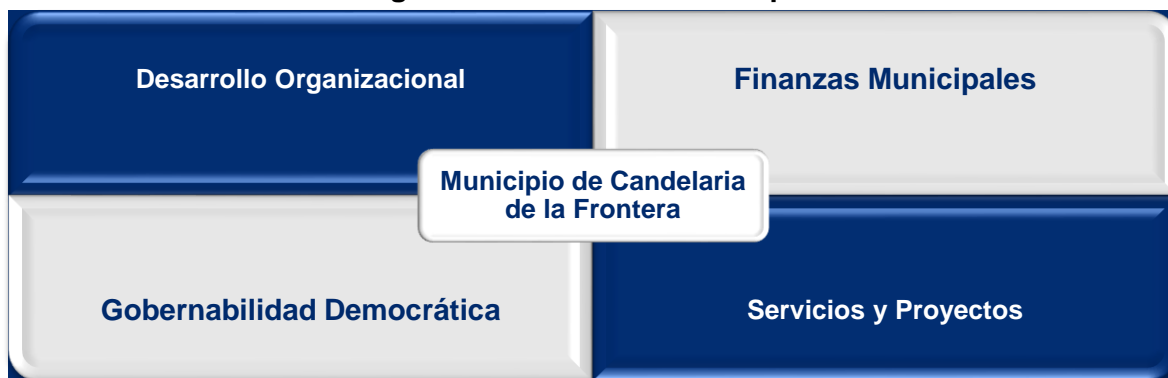 Desarrollo Organizacional
Finanzas Municipales
Municipio de Candelaria
de la Frontera
Gobernabilidad Democrática
Servicios y Proyectos